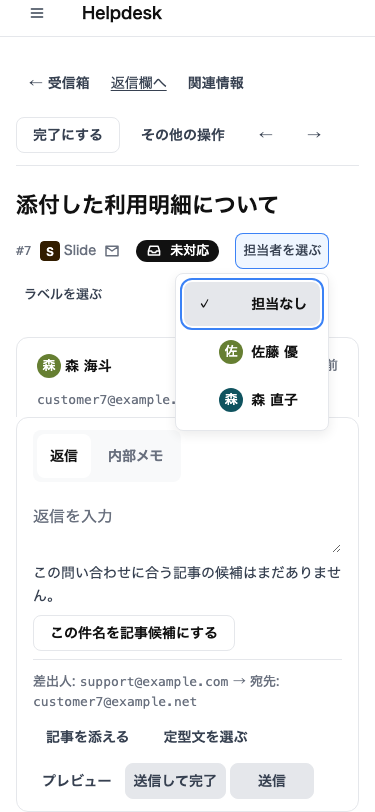 Helpdesk
← 受信箱 返信欄へ 関連情報
完了にする その他の操作 ← →
添付した利用明細について
#7 S Slide 未対応 担当者を選ぶ
ラベルを選ぶ
✓ 担当なし
佐 佐藤 優
森 森 直子
森 森 海斗 前
customer7@example.
返信 内部メモ
返信を入力
この問い合わせに合う記事の候補はまだありませ
ん。
この件名を記事候補にする
差出人: support@example.com → 宛先:
customer7@example.net
記事を添える 定型文を選ぶ
プレビュー 送信して完了 送信